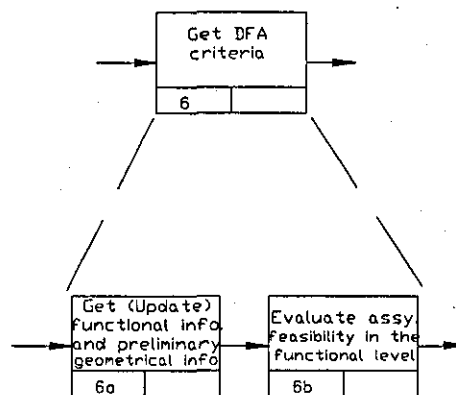 Get DFA
criteria
6
Get (Update)
functional info.
and preliminary
geometrical info
6a
Evaluate assy.
feasibility in the
functional level
6b